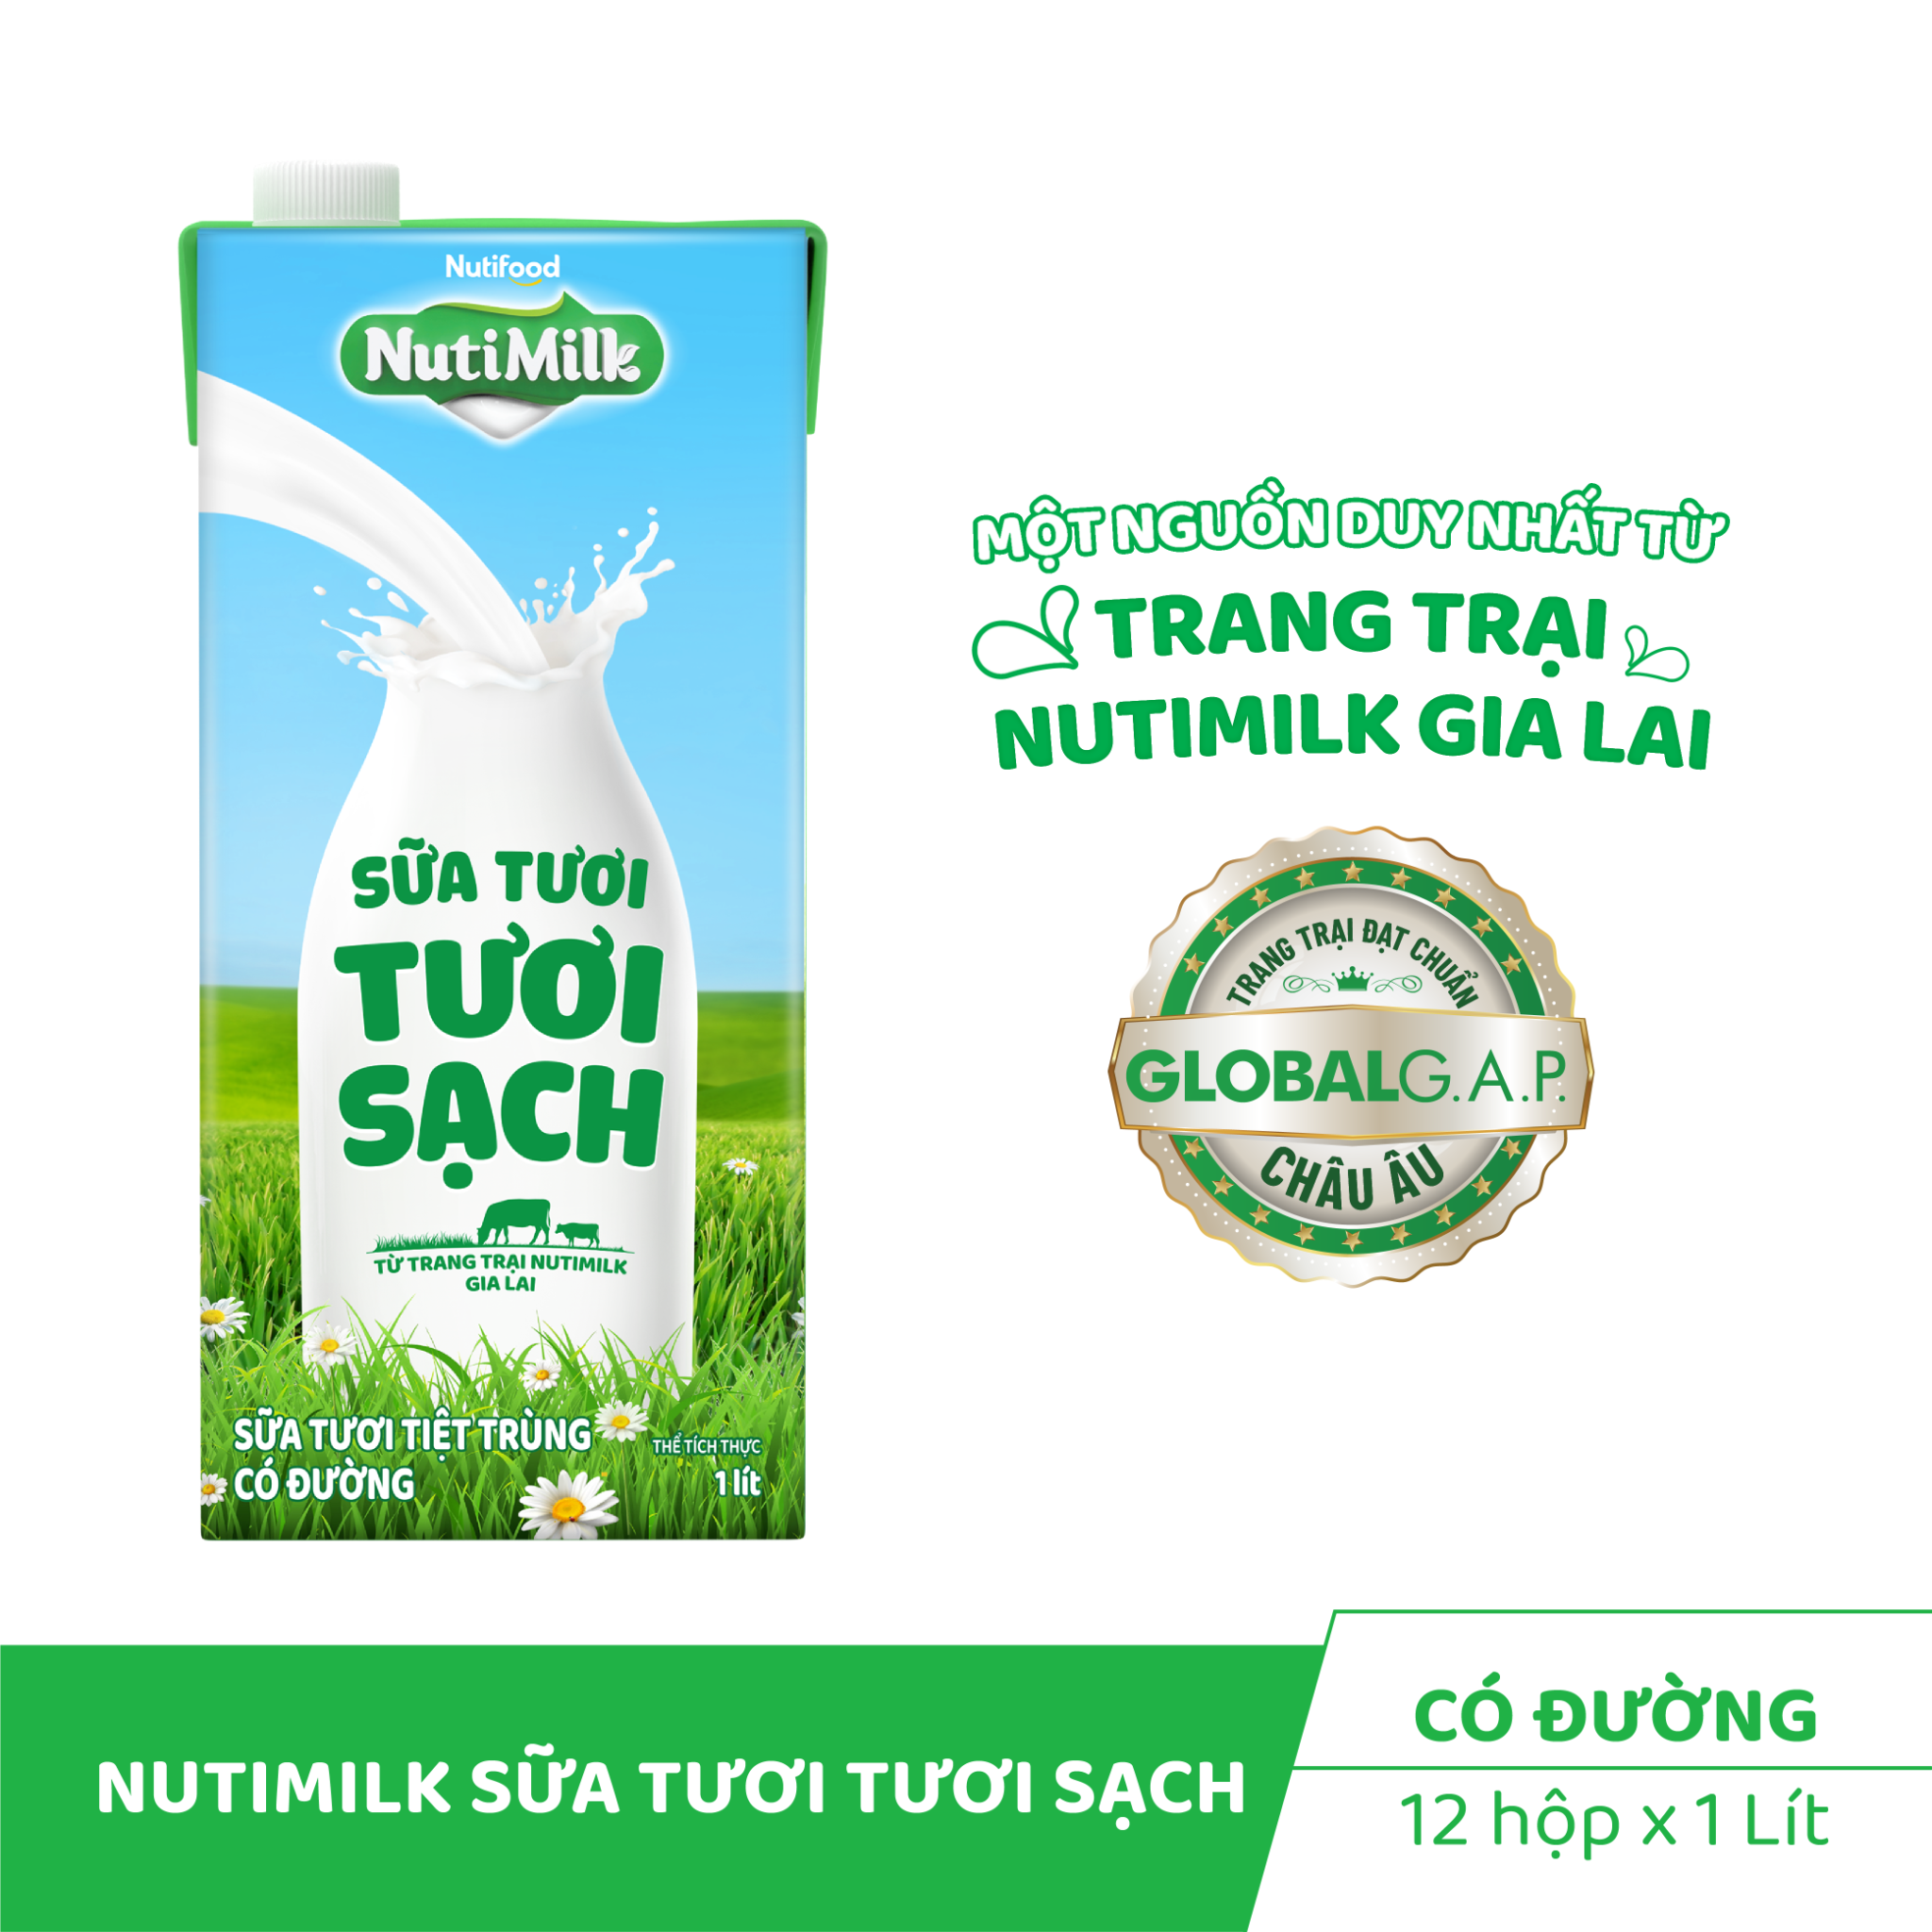 Nutifood
NutiMilk
SỮA TƯƠI
TƯƠI
SẠCH
TỪ TRANG TRẠI NUTIMILK
GIA LAI
SỮA TƯƠI TIỆT TRÙNG
CÓ ĐƯỜNG
THỂ TÍCH THỰC
1 lít
MỘT NGUỒN DUY NHẤT TỪ
TRANG TRẠI
NUTIMILK GIA LAI
TRANG TRẠI ĐẠT CHUẨN
GLOBALG.A.P.
CHÂU ÂU
NUTIMILK SỮA TƯƠI TƯƠI SẠCH
CÓ ĐƯỜNG
12 hộp x 1 Lít